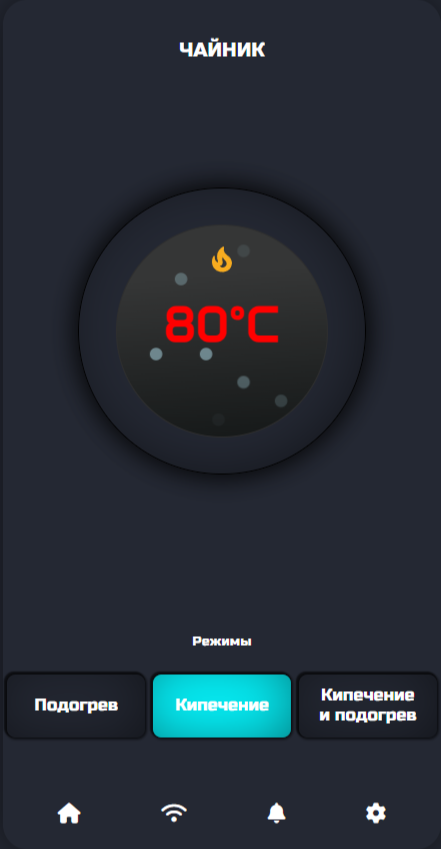 ЧАЙНИК
80°C
Режимы
Подогрев
Кипечение
Кипечение
и подогрев